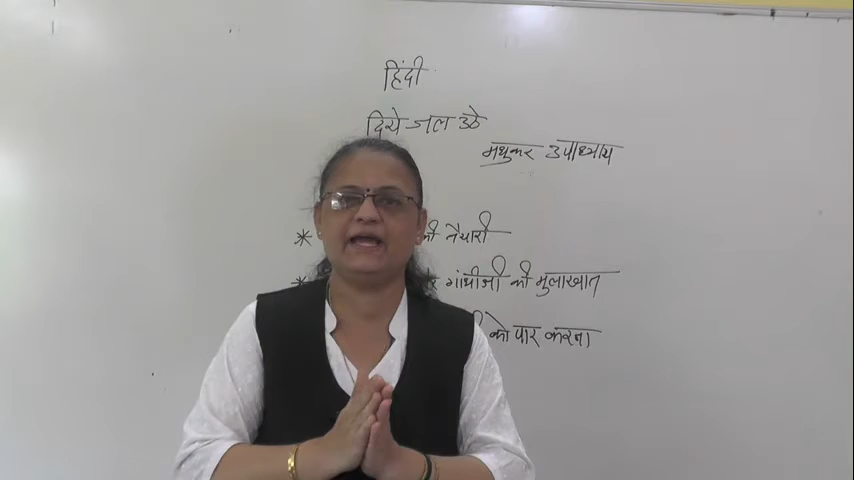 हिंदी
दिये जल उठे
मधुकर उपाध्याय
* की तैयारी
* गांधीजी की मुलाखात
को पार करना